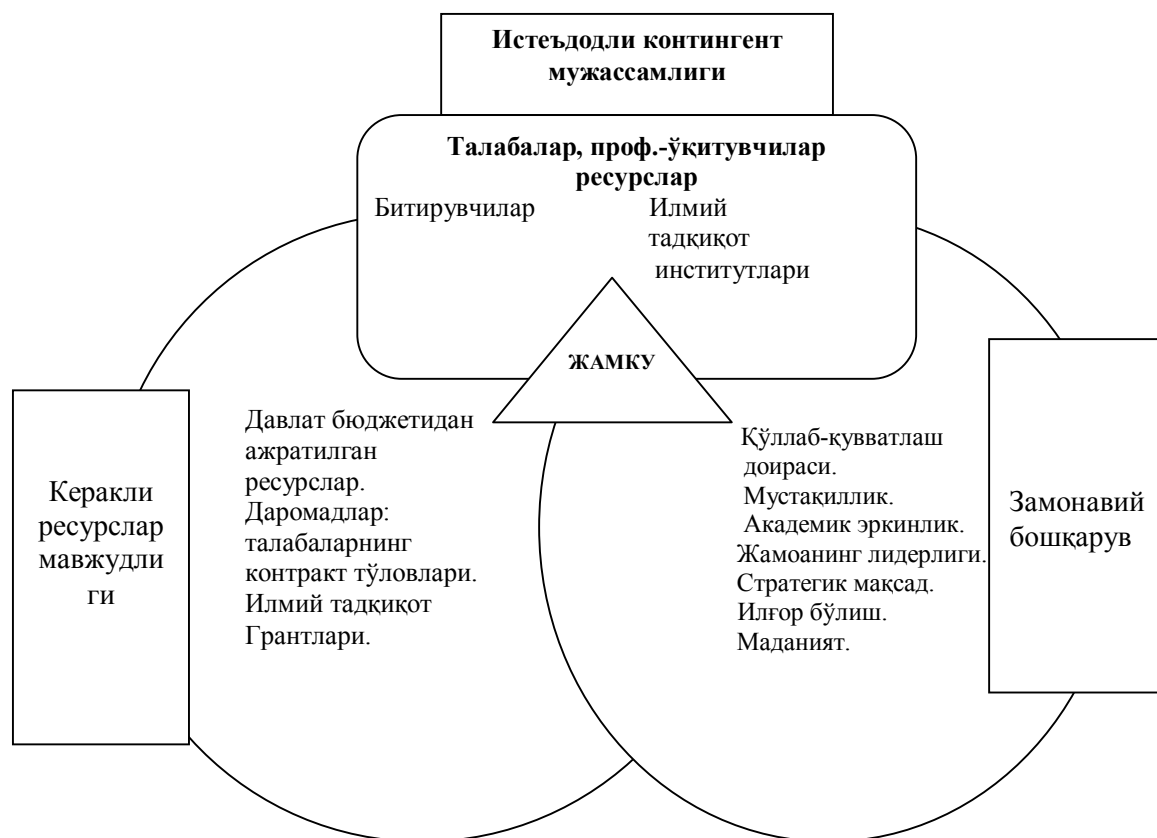 Истеъдодли контингент
мужассамлиги
Талабалар, проф.-ўқитувчилар
ресурслар
Битирувчилар
Илмий
тадқиқот
институтлари
ЖАМКУ
Керакли
ресурслар
мавжудли
ги
Давлат бюджетидан
ажратилган
ресурслар.
Даромадлар:
талабаларнинг
контракт тўловлари.
Илмий тадқиқот
Грантлари.
Қўллаб-қувватлаш
доираси.
Мустақиллик.
Академик эркинлик.
Жамоанинг лидерлиги.
Стратегик мақсад.
Илғор бўлиш.
Маданият.
Замонавий
бошқарув